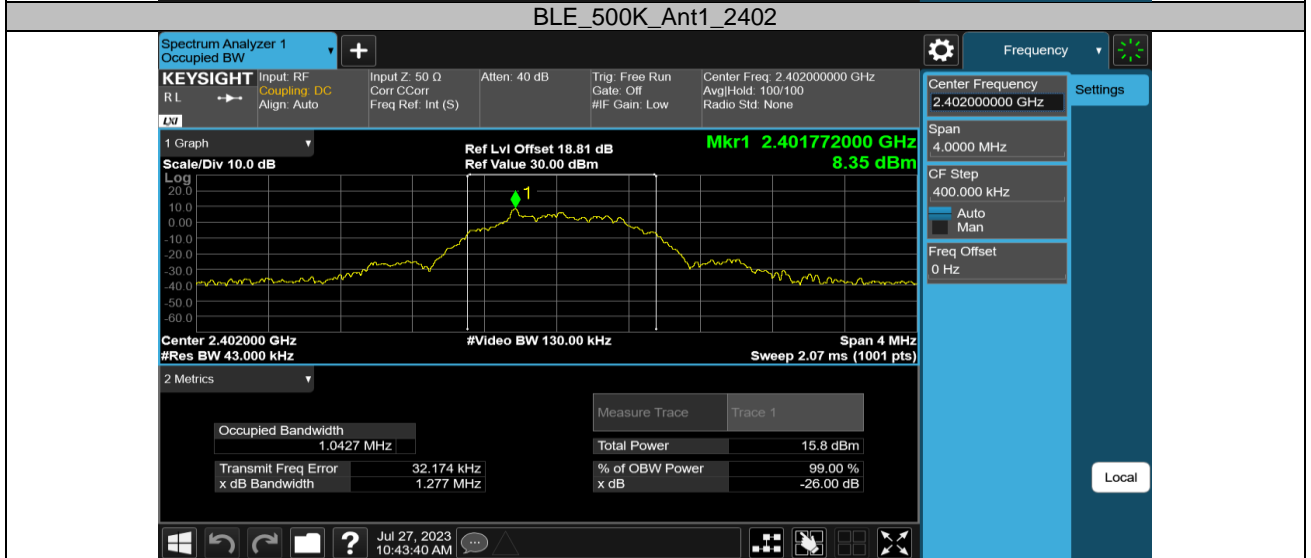 BLE_500K_Ant1_2402
Spectrum Analyzer 1
Occupied BW
+
Frequency
KEYSIGHT
R L
LXI
Input: RF
Coupling: DC
Align: Auto
Input Z: 50 Ω
Corr CCorr
Freq Ref: Int (S)
Atten: 40 dB
Trig: Free Run
Gate: Off
#IF Gain: Low
Center Freq: 2.402000000 GHz
Avg|Hold: 100/100
Radio Std: None
Center Frequency
2.402000000 GHz
Settings
Span
4.0000 MHz
CF Step
400.000 kHz
Auto
Man
Freq Offset
0 Hz
1 Graph
Scale/Div 10.0 dB
Ref Lvl Offset 18.81 dB
Ref Value 30.00 dBm
Mkr1 2.401772000 GHz
8.35 dBm
Log
20.0
10.0
0.00
-10.0
-20.0
-30.0
-40.0
-50.0
-60.0
1
Center 2.402000 GHz
#Res BW 43.000 kHz
#Video BW 130.00 kHz
Span 4 MHz
Sweep 2.07 ms (1001 pts)
2 Metrics
Measure Trace Trace 1
Occupied Bandwidth
1.0427 MHz
Total Power 15.8 dBm
Transmit Freq Error 32.174 kHz
% of OBW Power 99.00 %
x dB Bandwidth 1.277 MHz
x dB -26.00 dB
Local
?
Jul 27, 2023
10:43:40 AM